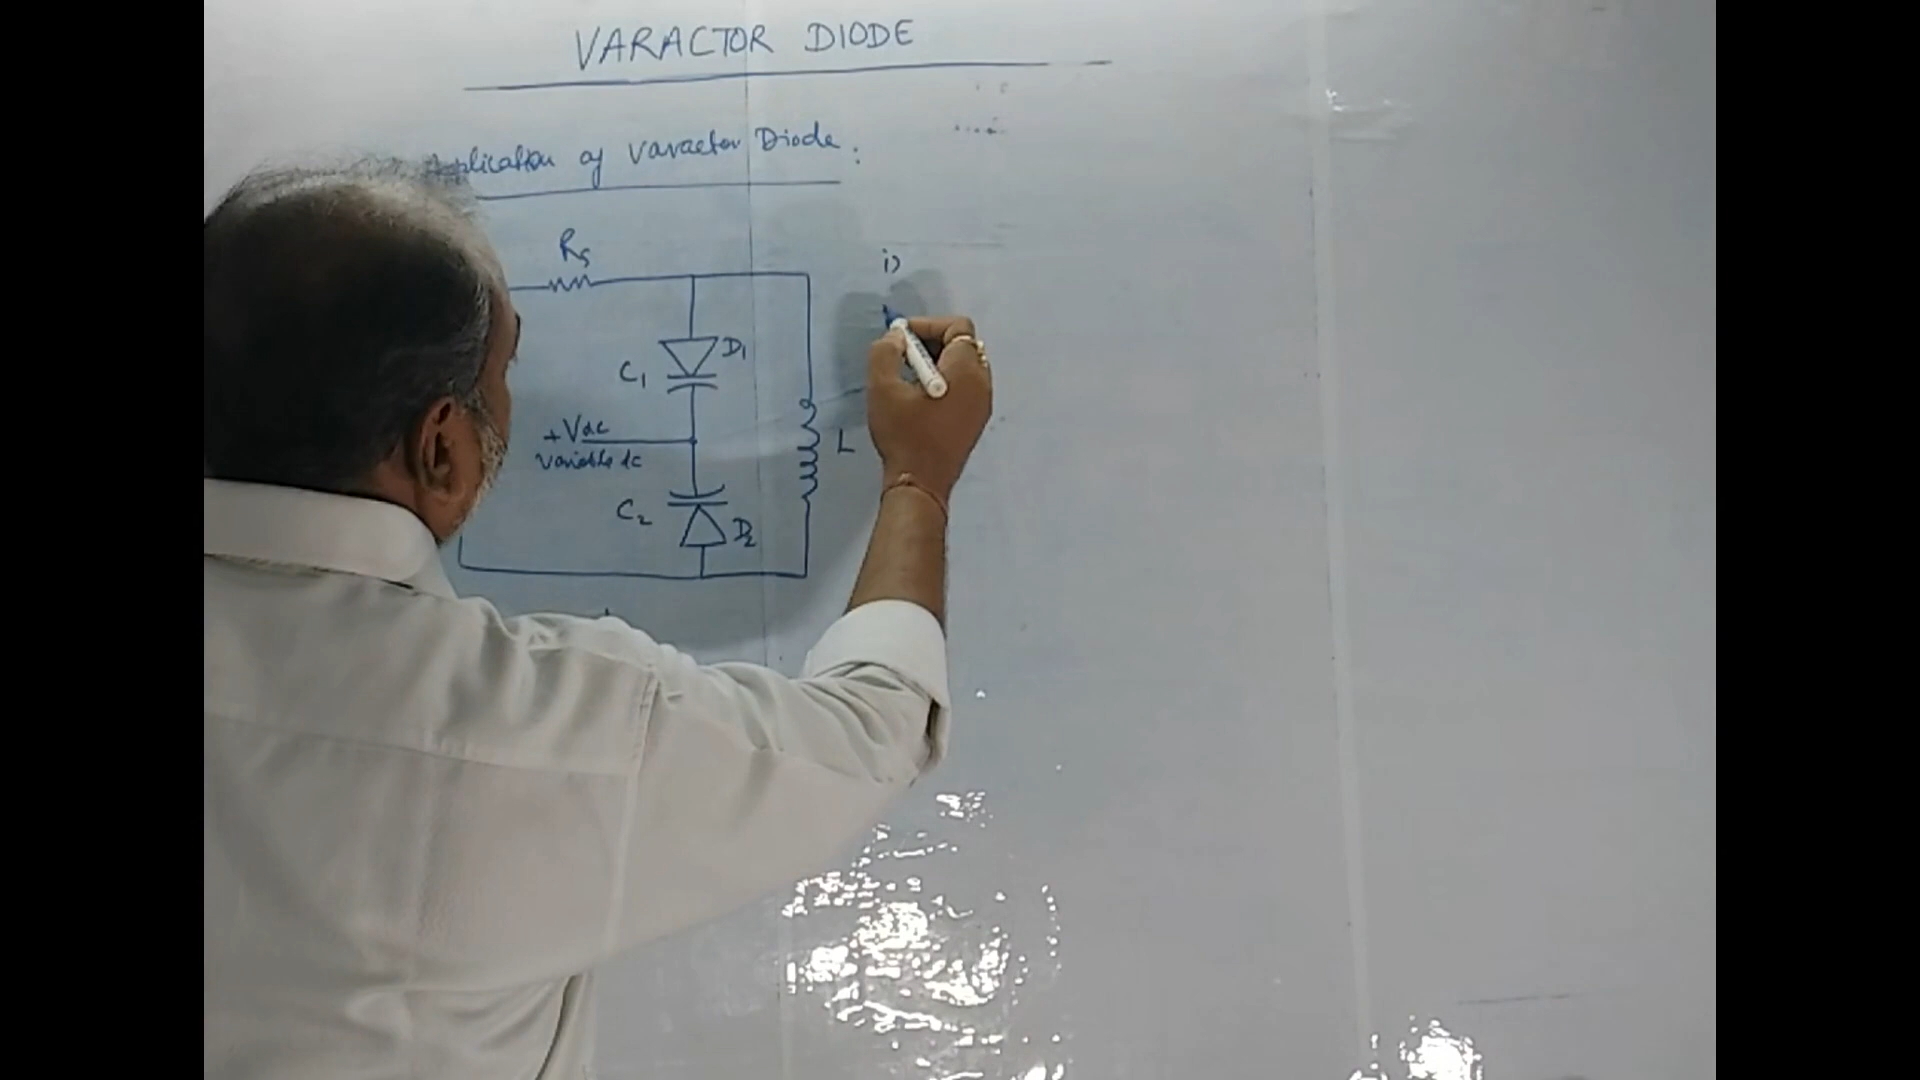 VARACTOR DIODE
Application of Varactor Diode:
Rs
i)
D1
C1
+Vdc
Variable dc
L
C2
D2